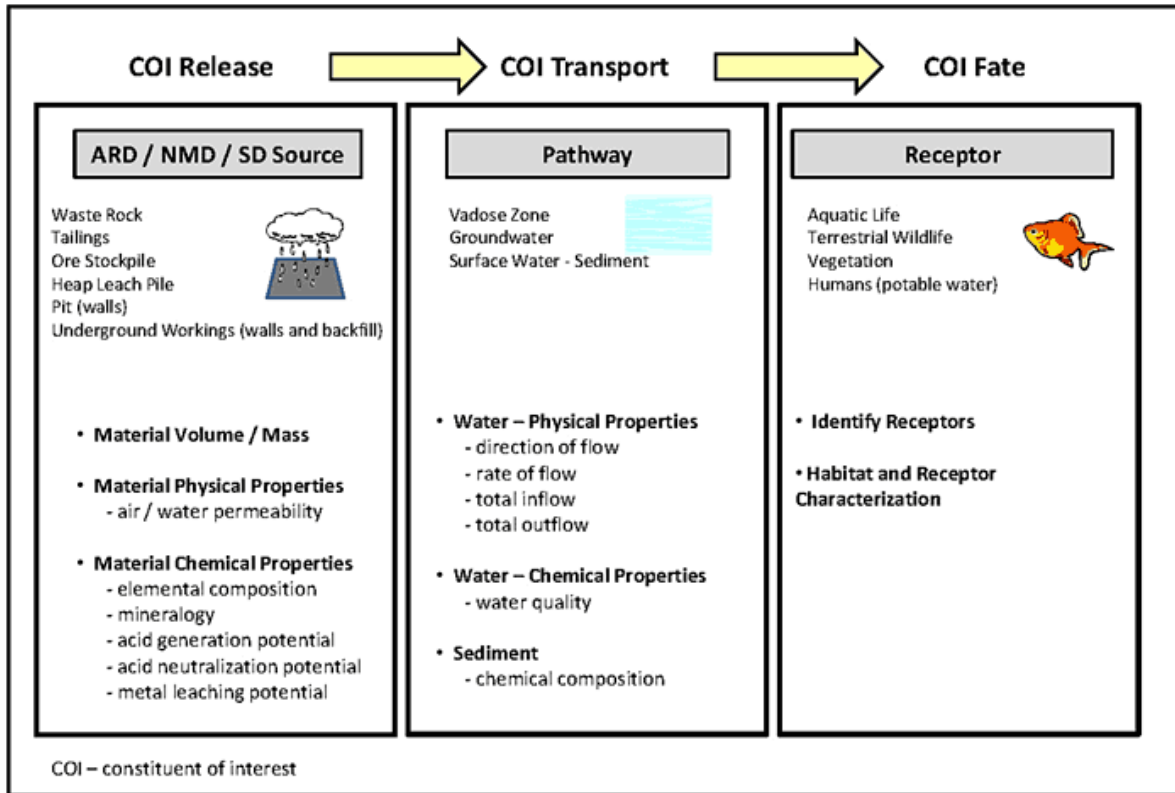 COI Release
COI Transport
COI Fate
ARD / NMD / SD Source
Waste Rock
Tailings
Ore Stockpile
Heap Leach Pile
Pit (walls)
Underground Workings (walls and backfill)
• Material Volume / Mass
• Material Physical Properties
- air / water permeability
• Material Chemical Properties
- elemental composition
- mineralogy
- acid generation potential
- acid neutralization potential
- metal leaching potential
Pathway
Vadose Zone
Groundwater
Surface Water - Sediment
• Water – Physical Properties
- direction of flow
- rate of flow
- total inflow
- total outflow
• Water – Chemical Properties
- water quality
• Sediment
- chemical composition
Receptor
Aquatic Life
Terrestrial Wildlife
Vegetation
Humans (potable water)
• Identify Receptors
• Habitat and Receptor
Characterization
COI – constituent of interest